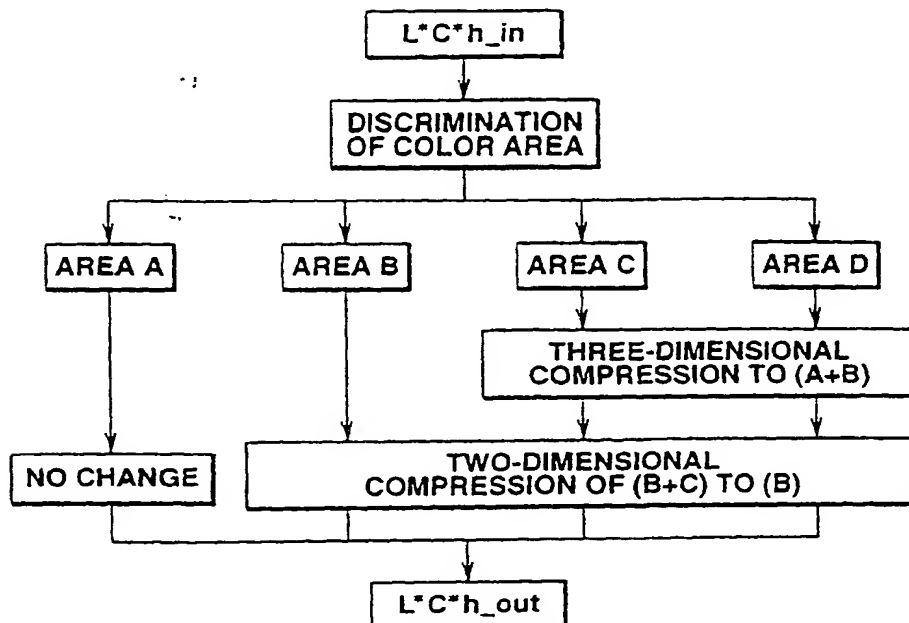 L*C*h_in
DISCRIMINATION
OF COLOR AREA
AREA A
AREA B
AREA C
AREA D
THREE-DIMENSIONAL
COMPRESSION TO (A+B)
NO CHANGE
TWO-DIMENSIONAL
COMPRESSION OF (B+C) TO (B)
L*C*h_out